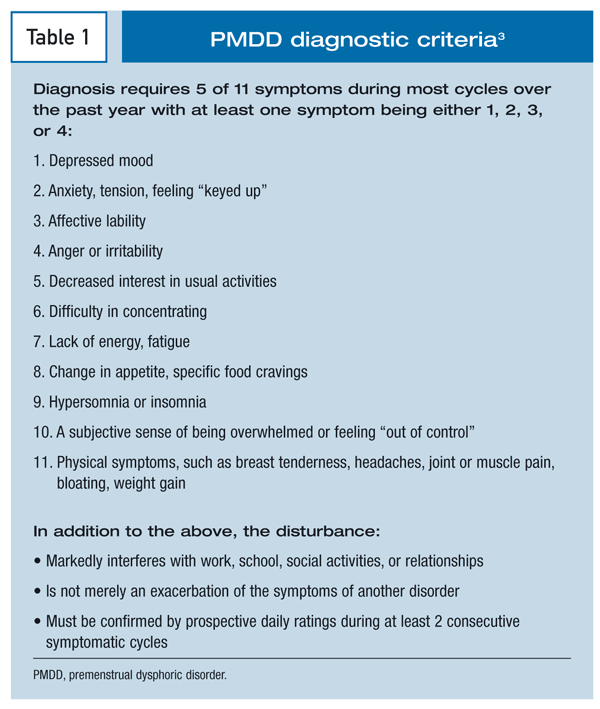 Table 1
PMDD diagnostic criteria³
Diagnosis requires 5 of 11 symptoms during most cycles over
the past year with at least one symptom being either 1, 2, 3,
or 4:
1. Depressed mood
2. Anxiety, tension, feeling “keyed up”
3. Affective lability
4. Anger or irritability
5. Decreased interest in usual activities
6. Difficulty in concentrating
7. Lack of energy, fatigue
8. Change in appetite, specific food cravings
9. Hypersomnia or insomnia
10. A subjective sense of being overwhelmed or feeling “out of control”
11. Physical symptoms, such as breast tenderness, headaches, joint or muscle pain,
bloating, weight gain
In addition to the above, the disturbance:
• Markedly interferes with work, school, social activities, or relationships
• Is not merely an exacerbation of the symptoms of another disorder
• Must be confirmed by prospective daily ratings during at least 2 consecutive
symptomatic cycles
PMDD, premenstrual dysphoric disorder.